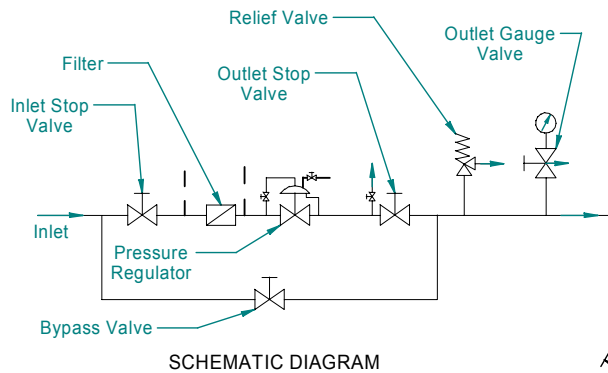 Relief Valve
Outlet Gauge
Valve
Filter
Outlet Stop
Valve
Inlet Stop
Valve
Inlet
Pressure
Regulator
Bypass Valve
SCHEMATIC DIAGRAM